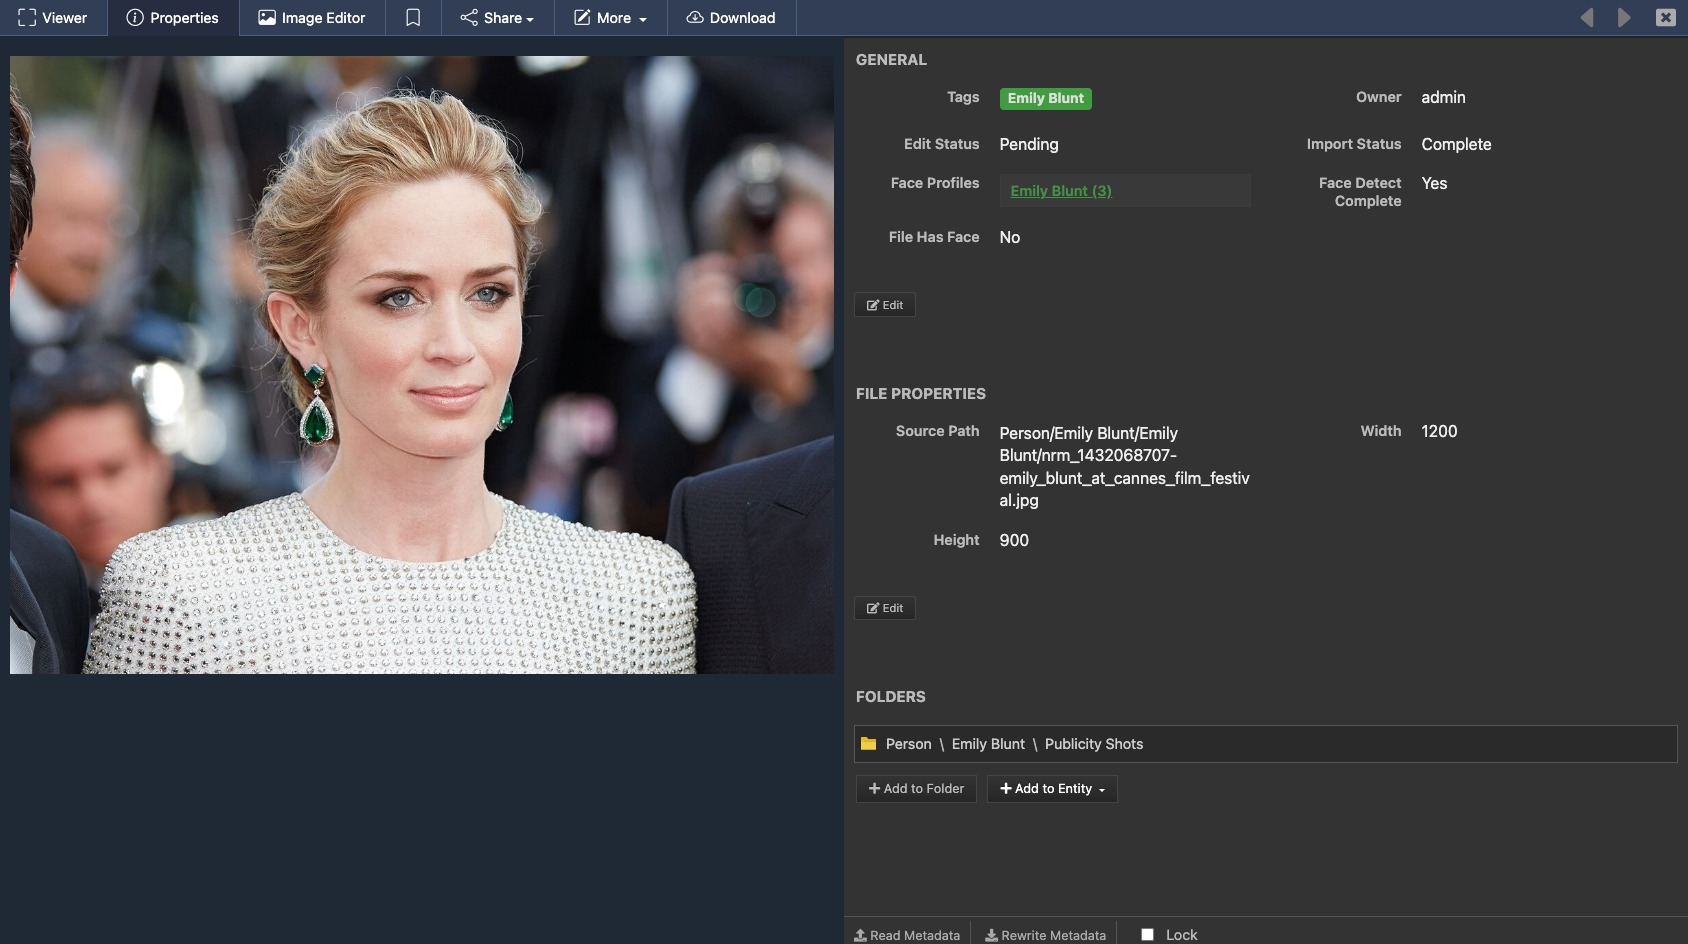 Viewer
Properties
Image Editor
Share
More
Download
GENERAL
Tags
Emily Blunt
Owner
admin
Edit Status
Pending
Import Status
Complete
Face Profiles
Emily Blunt (3)
Face Detect
Complete
Yes
File Has Face
No
Edit
FILE PROPERTIES
Source Path
Person/Emily Blunt/Emily
Blunt/nrm_1432068707-
emily_blunt_at_cannes_film_festiv
al.jpg
Width
1200
Height
900
Edit
FOLDERS
Person \ Emily Blunt \ Publicity Shots
Add to Folder
Add to Entity
Read Metadata
Rewrite Metadata
Lock